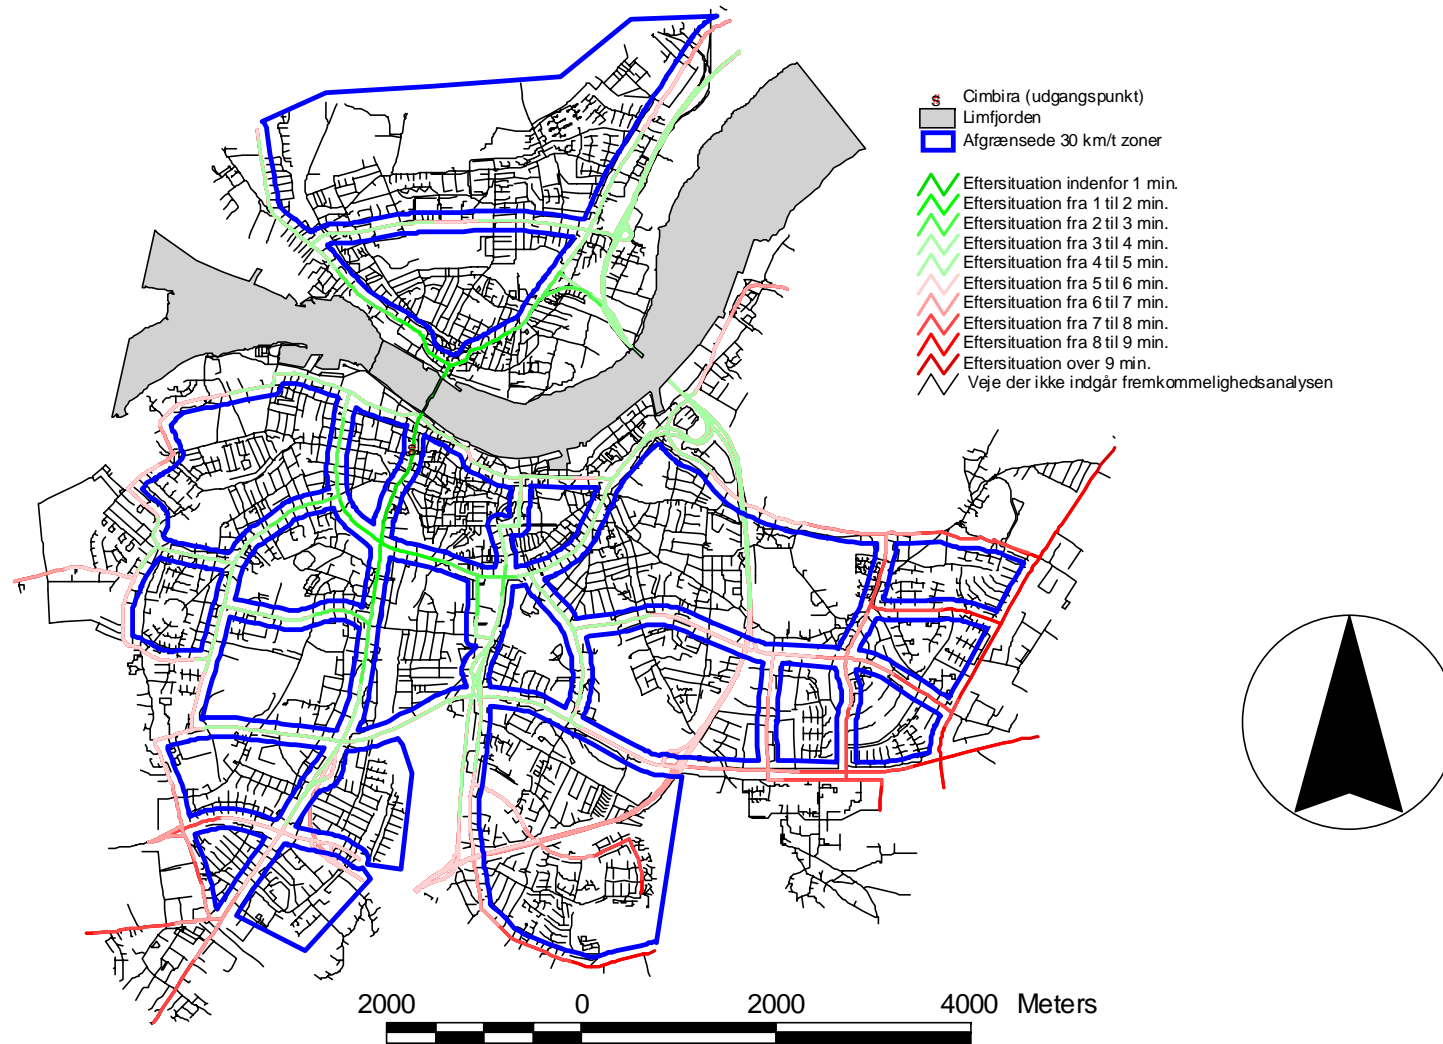 Cimbira (udgangspunkt)
Limfjorden
Afgrænsede 30 km/t zoner
Eftersituation indenfor 1 min.
Eftersituation fra 1 til 2 min.
Eftersituation fra 2 til 3 min.
Eftersituation fra 3 til 4 min.
Eftersituation fra 4 til 5 min.
Eftersituation fra 5 til 6 min.
Eftersituation fra 6 til 7 min.
Eftersituation fra 7 til 8 min.
Eftersituation fra 8 til 9 min.
Eftersituation over 9 min.
Veje der ikke indgår fremkommelighedsanalysen
2000 0 2000 4000 Meters